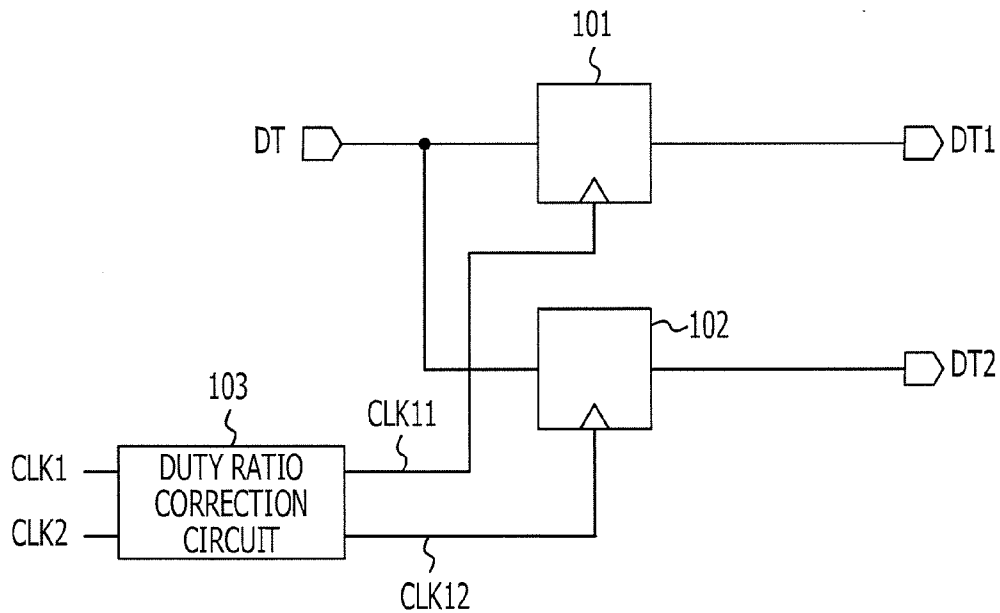 101
DT
DT1
102
DT2
103
CLK11
CLK1
CLK2
DUTY RATIO
CORRECTION
CIRCUIT
CLK12